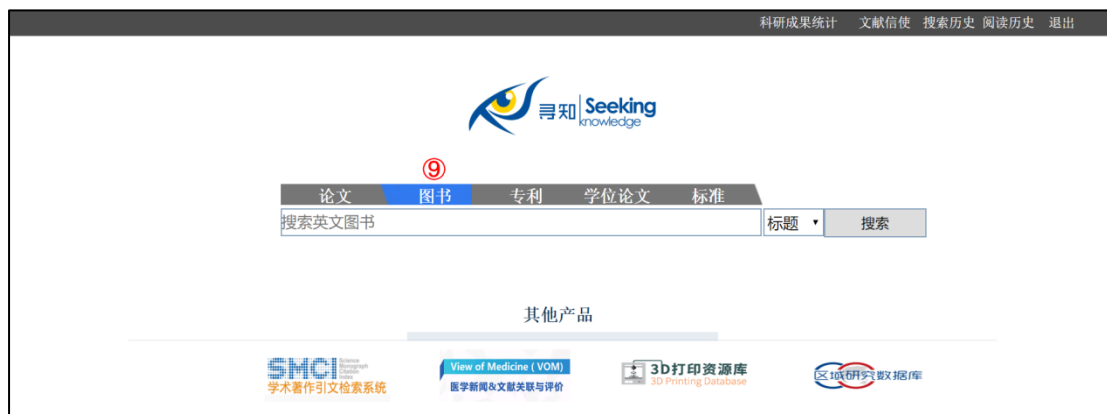 科研成果统计 文献信使 搜索历史 阅读历史 退出
寻知 Seeking
knowledge
⑨
论文 图书 专利 学位论文 标准
搜索英文图书 标题 搜索
其他产品
SMCI Science Monograph Citation Index
学术著作引文检索系统
View of Medicine ( VOM)
医学新闻&文献关联与评价
3D打印资源库
3D Printing Database
区域研究数据库